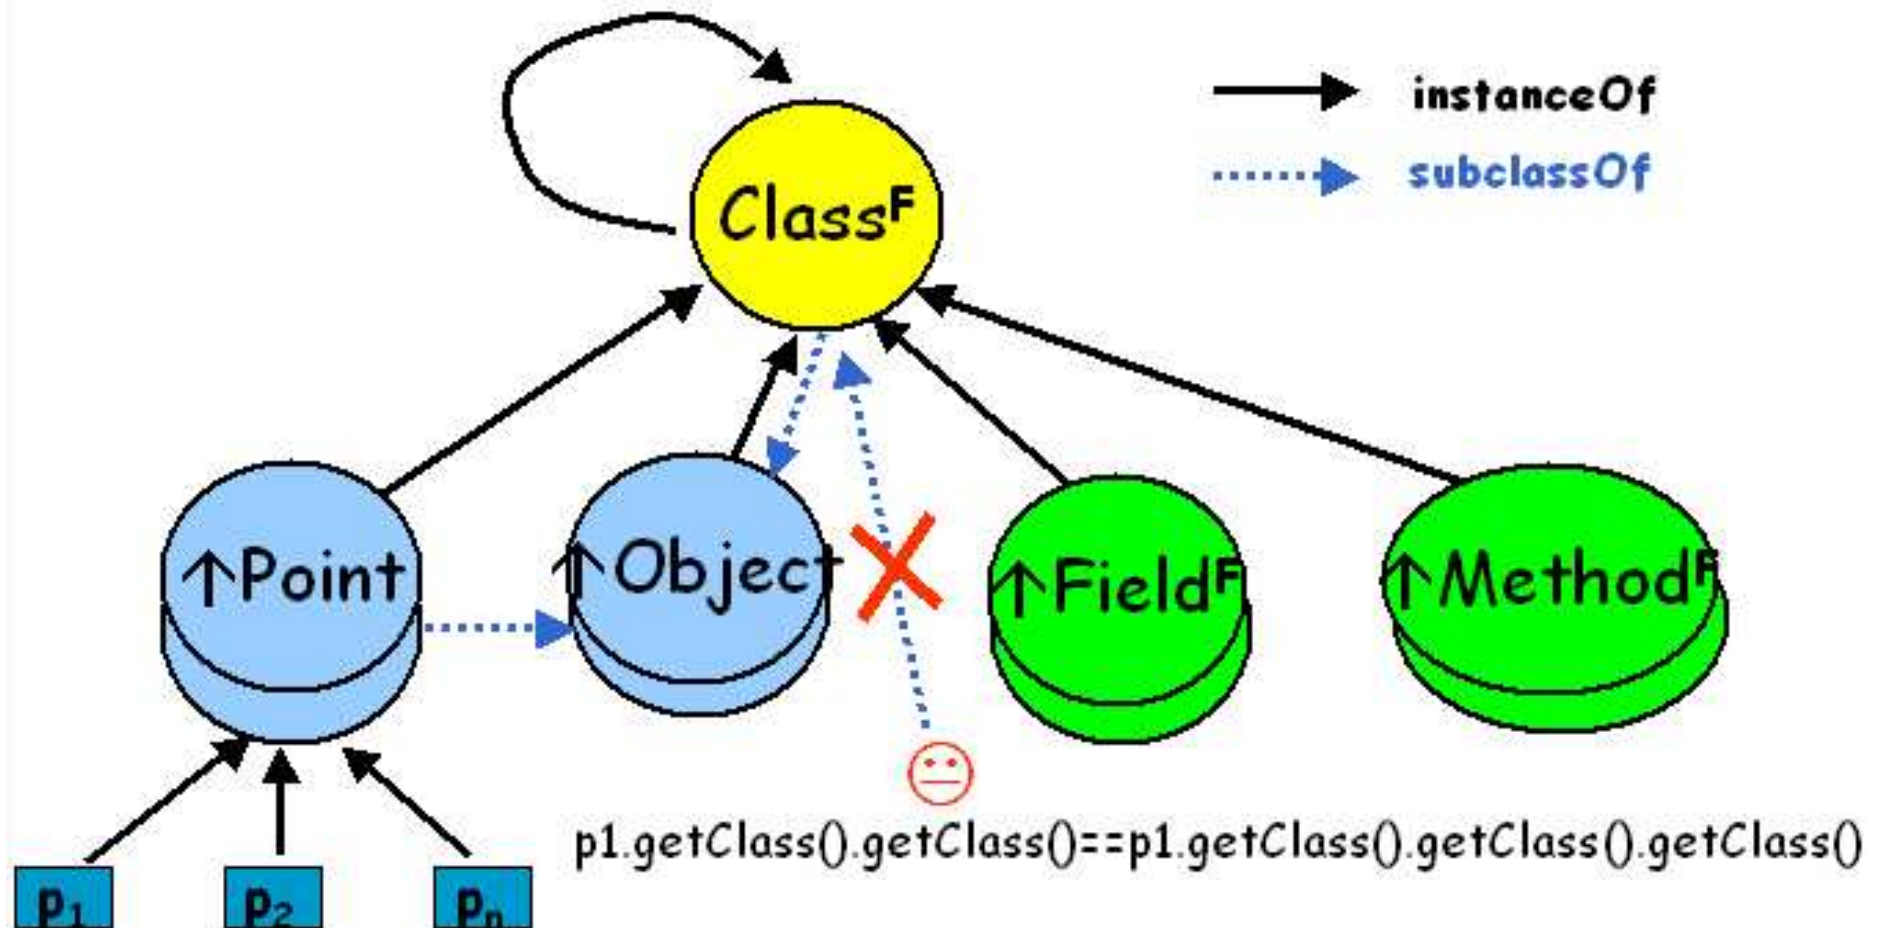 instanceOf
subclassOf
Classᶠ
↑Point
↑Object
↑Fieldᶠ
↑Methodᶠ
p1.getClass().getClass()==p1.getClass().getClass().getClass()
p₁
p₂
pₙ